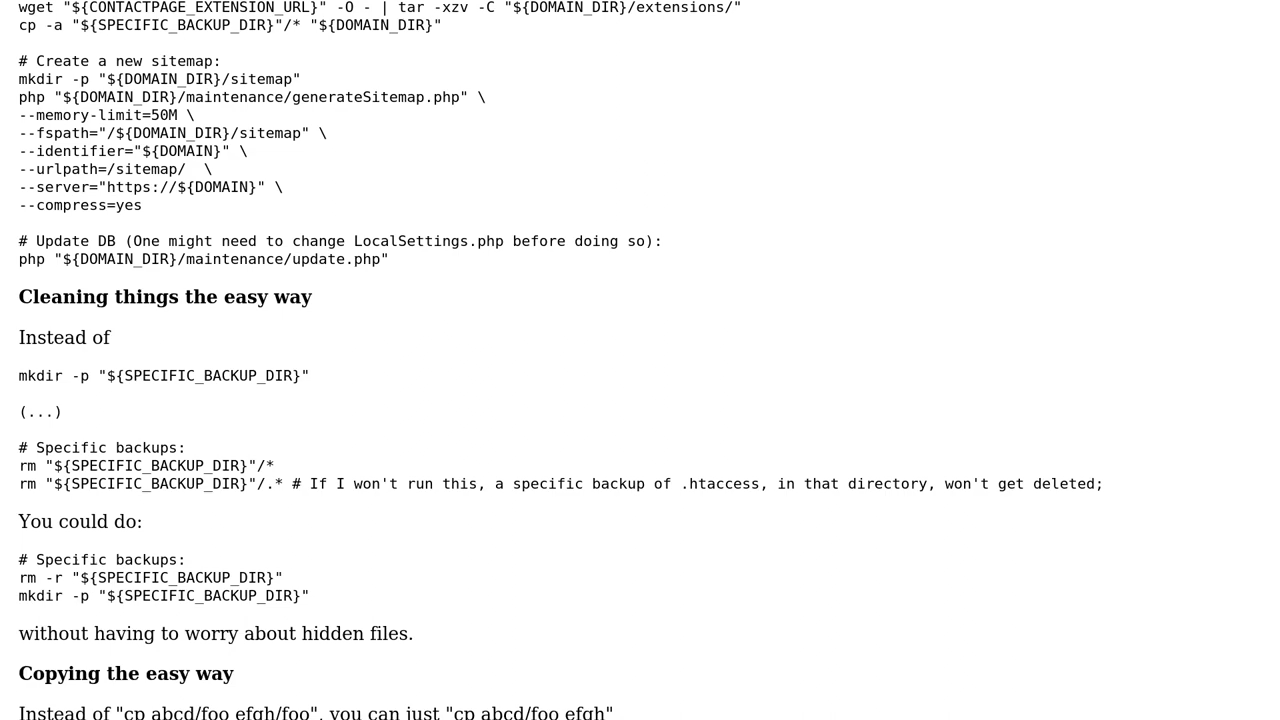 wget "${CONTACTPAGE_EXTENSION_URL}" -O - | tar -xzv -C "${DOMAIN_DIR}/extensions/"
cp -a "${SPECIFIC_BACKUP_DIR}"/* "${DOMAIN_DIR}"
# Create a new sitemap:
mkdir -p "${DOMAIN_DIR}/sitemap"
php "${DOMAIN_DIR}/maintenance/generateSitemap.php" \
--memory-limit=50M \
--fspath="/${DOMAIN_DIR}/sitemap" \
--identifier="${DOMAIN}" \
--urlpath=/sitemap/  \
--server="https://${DOMAIN}" \
--compress=yes
# Update DB (One might need to change LocalSettings.php before doing so):
php "${DOMAIN_DIR}/maintenance/update.php"
Cleaning things the easy way
Instead of
mkdir -p "${SPECIFIC_BACKUP_DIR}"
(...)
# Specific backups:
rm "${SPECIFIC_BACKUP_DIR}"/*
rm "${SPECIFIC_BACKUP_DIR}"/.* # If I won't run this, a specific backup of .htaccess, in that directory, won't get deleted;
You could do:
# Specific backups:
rm -r "${SPECIFIC_BACKUP_DIR}"
mkdir -p "${SPECIFIC_BACKUP_DIR}"
without having to worry about hidden files.
Copying the easy way
Instead of "cp abcd/foo efgh/foo", you can just "cp abcd/foo efgh"